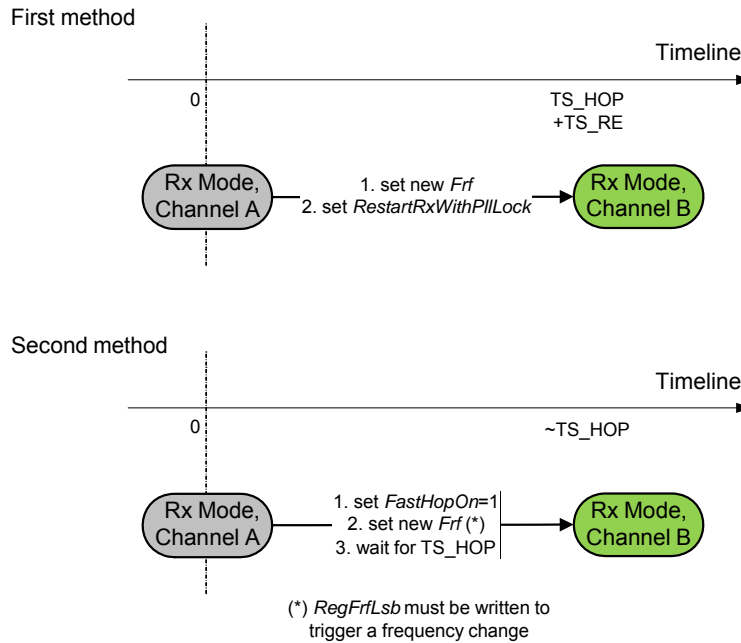 First method
Timeline
0
TS_HOP
+TS_RE
Rx Mode,
Channel A
1. set new Frf
2. set RestartRxWithPllLock
Rx Mode,
Channel B
Second method
Timeline
0
~TS_HOP
Rx Mode,
Channel A
1. set FastHopOn=1
2. set new Frf (*)
3. wait for TS_HOP
Rx Mode,
Channel B
(*) RegFrfLsb must be written to
trigger a frequency change